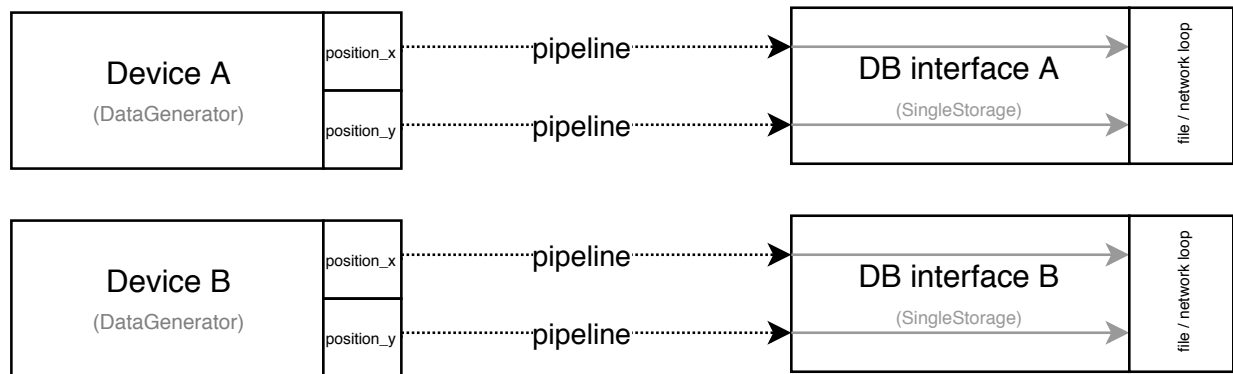 Device A
(DataGenerator)
position_x
position_y
pipeline
pipeline
DB interface A
(SingleStorage)
file / network loop
Device B
(DataGenerator)
position_x
position_y
pipeline
pipeline
DB interface B
(SingleStorage)
file / network loop